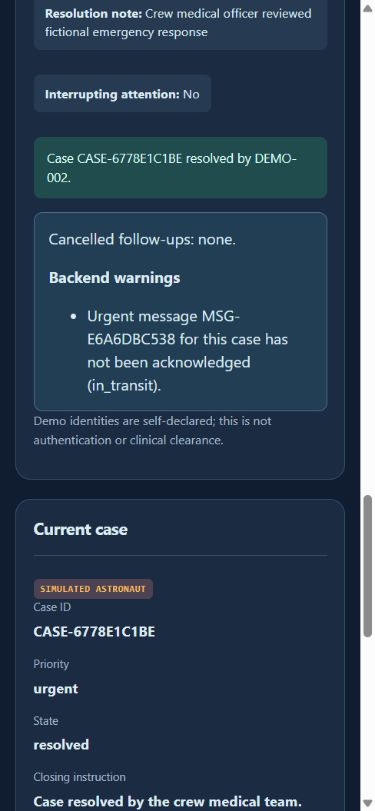 Resolution note: Crew medical officer reviewed
fictional emergency response
Interrupting attention: No
Case CASE-6778E1C1BE resolved by DEMO-
002.
Cancelled follow-ups: none.
Backend warnings
• Urgent message MSG-
E6A6DBC538 for this case has
not been acknowledged
(in_transit).
Demo identities are self-declared; this is not
authentication or clinical clearance.
Current case
SIMULATED ASTRONAUT
Case ID
CASE-6778E1C1BE
Priority
urgent
State
resolved
Closing instruction
Case resolved by the crew medical team.